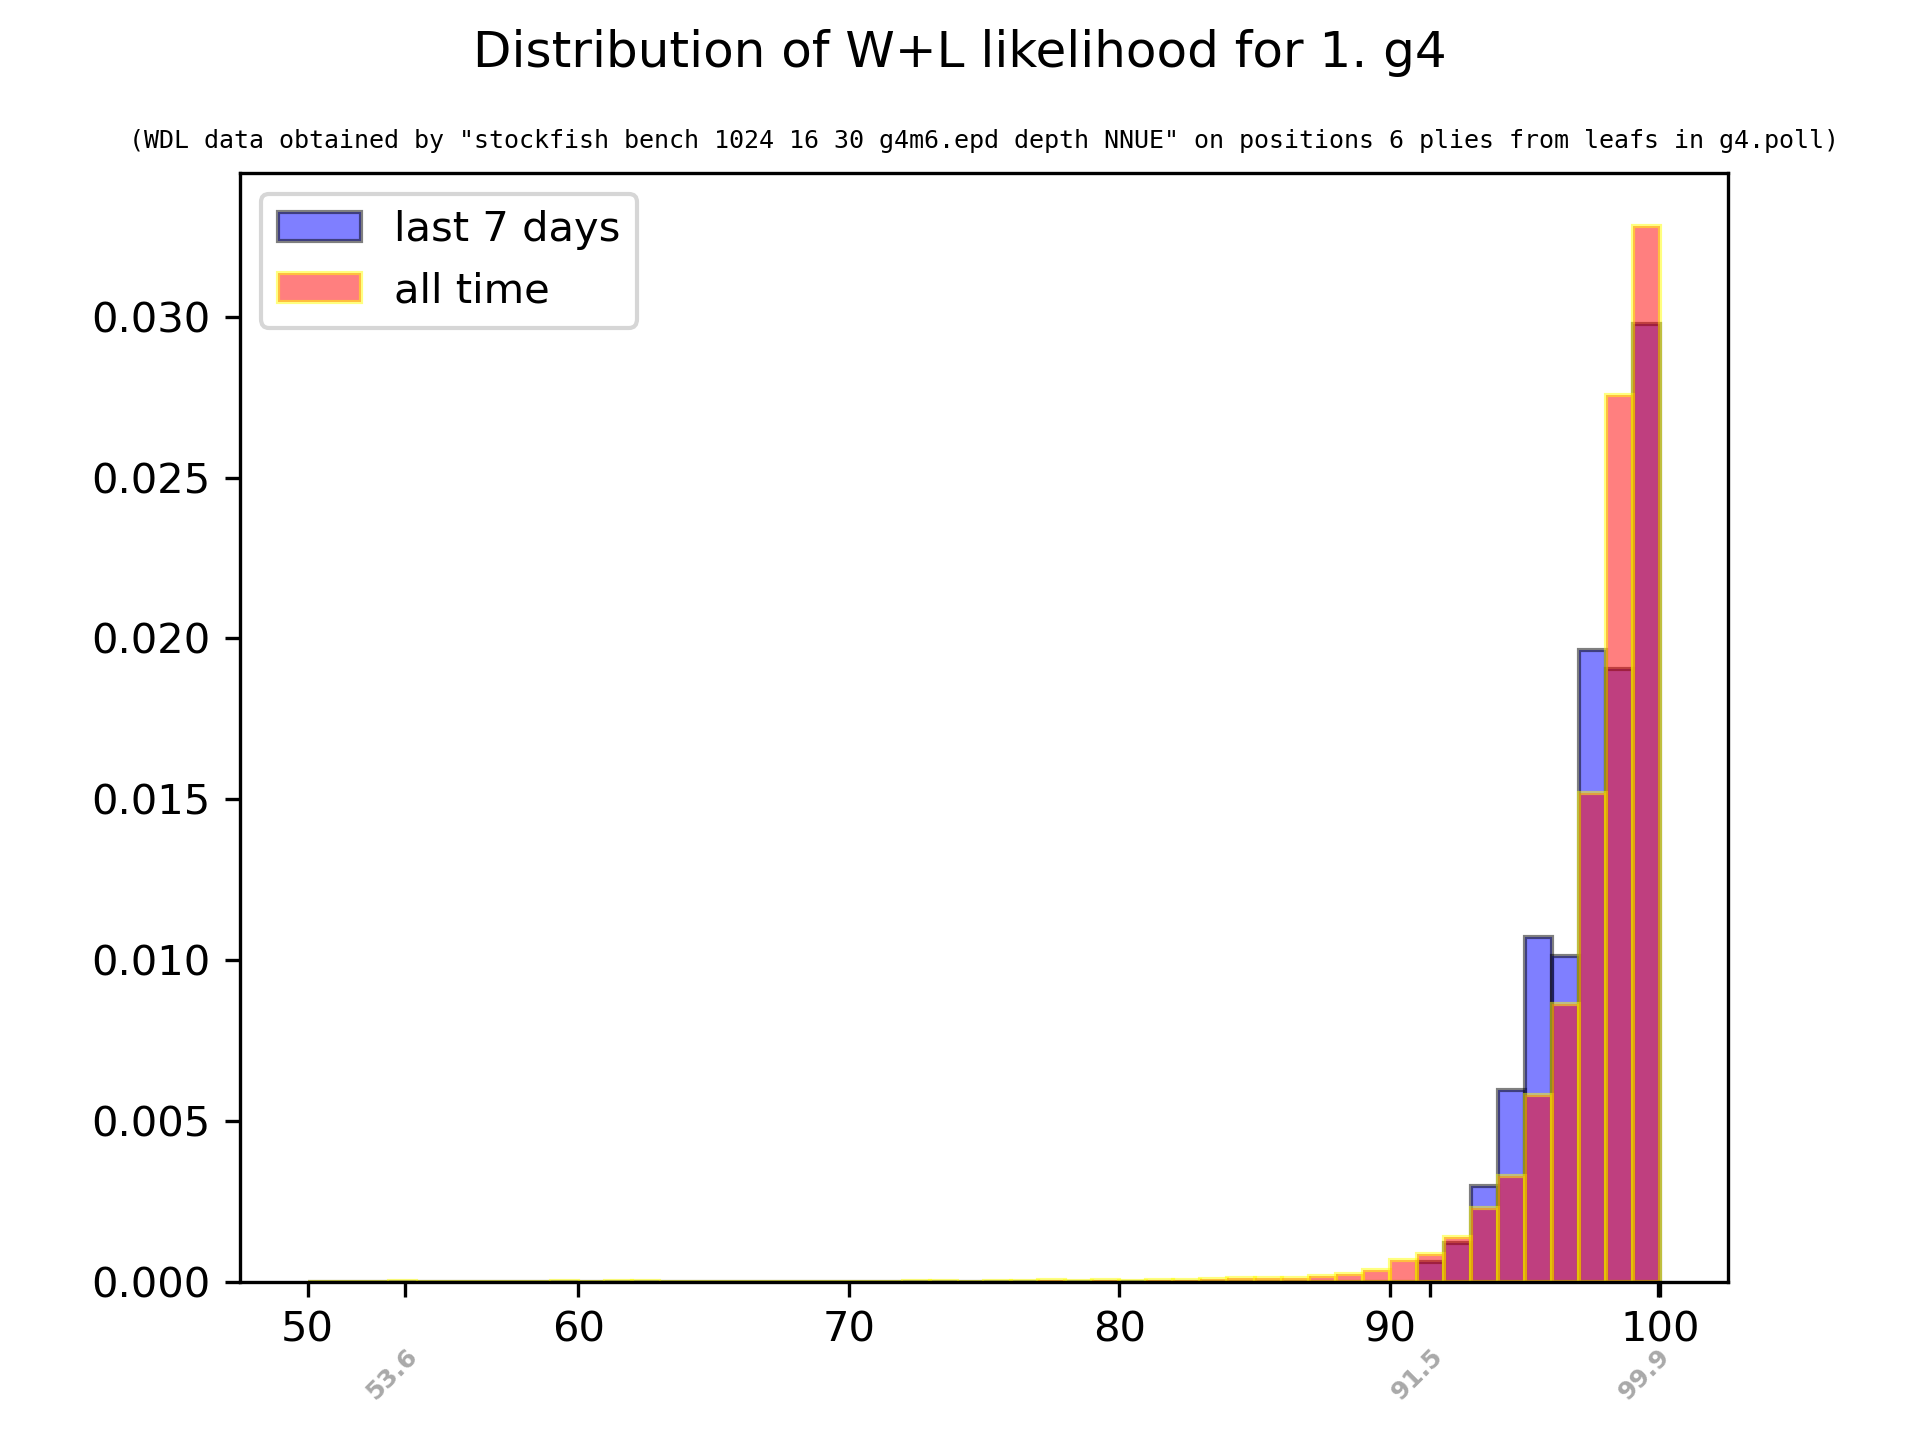 Distribution of W+L likelihood for 1. g4
(WDL data obtained by "stockfish bench 1024 16 30 g4m6.epd depth NNUE" on positions 6 plies from leafs in g4.poll)
last 7 days
all time
0.030
0.025
0.020
0.015
0.010
0.005
0.000
50 60 70 80 90 100
53.6 91.5 99.9